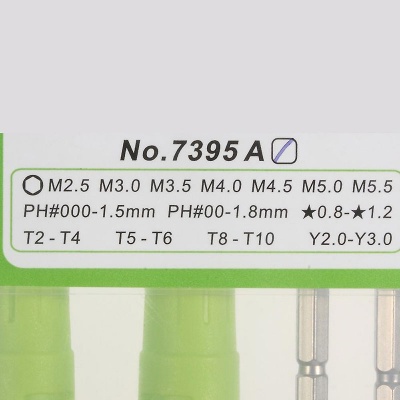 No.7395 A
M2.5 M3.0 M3.5 M4.0 M4.5 M5.0 M5.5
PH#000-1.5mm PH#00-1.8mm ★0.8-★1.2
T2-T4 T5-T6 T8-T10 Y2.0-Y3.0